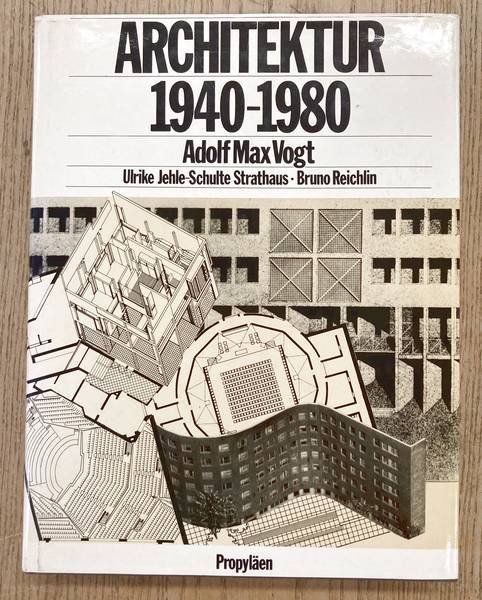 ARCHITEKTUR
1940-1980
Adolf Max Vogt
Ulrike Jehle-Schulte Strathaus · Bruno Reichlin
Propyläen